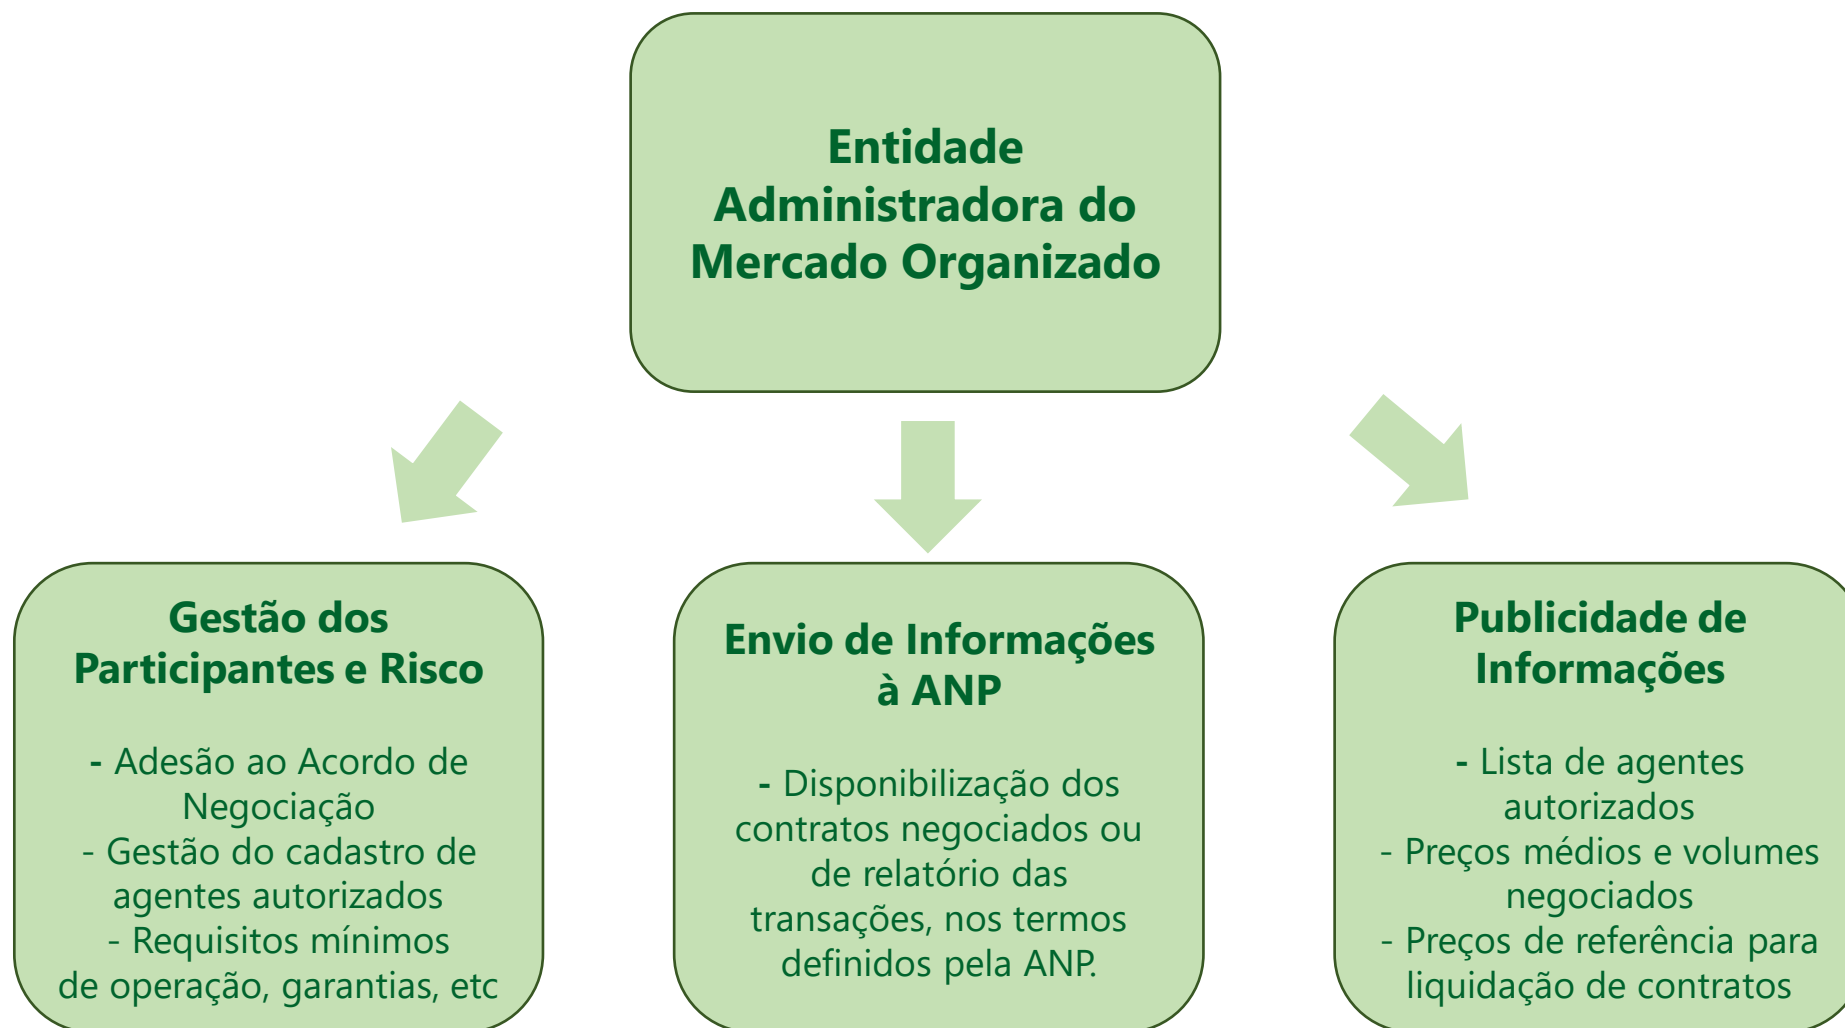 Entidade
Administradora do
Mercado Organizado
Gestão dos
Participantes e Risco
- Adesão ao Acordo de
Negociação
- Gestão do cadastro de
agentes autorizados
- Requisitos mínimos
de operação, garantias, etc
Envio de Informações
à ANP
- Disponibilização dos
contratos negociados ou
de relatório das
transações, nos termos
definidos pela ANP.
Publicidade de
Informações
- Lista de agentes
autorizados
- Preços médios e volumes
negociados
- Preços de referência para
liquidação de contratos